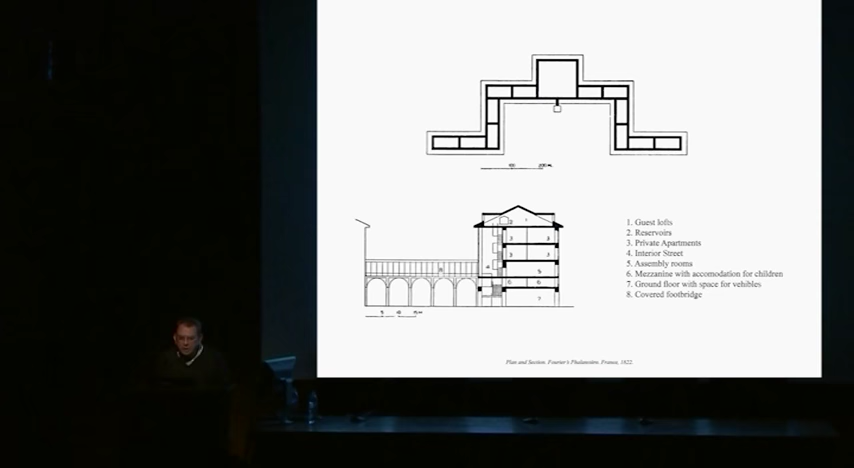 1. Guest lofts
2. Reservoirs
3. Private Apartments
4. Interior Street
5. Assembly rooms
6. Mezzanine with accomodation for children
7. Ground floor with space for vehibles
8. Covered footbridge
Plan and Section. Fourier's Phalanstère. France, 1822.